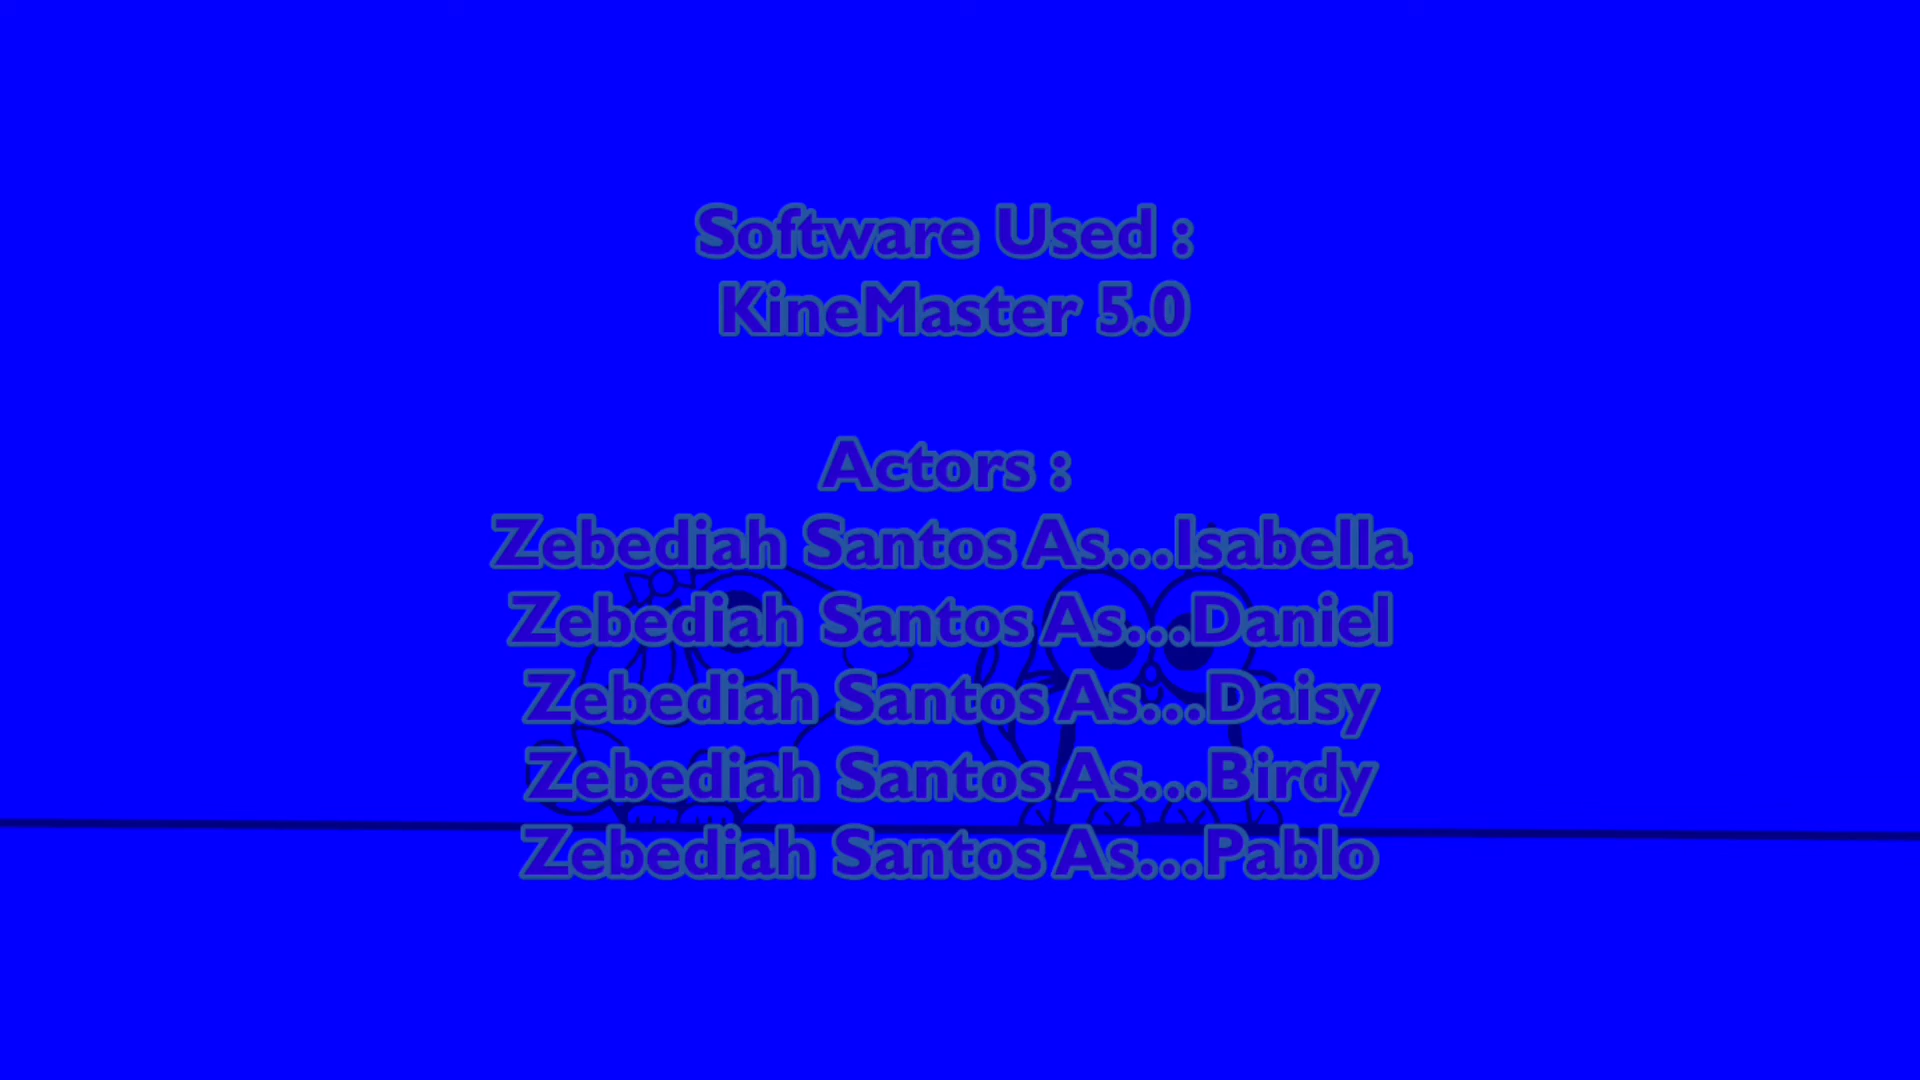 Software Used :
KineMaster 5.0
Actors :
Zebediah Santos As...Isabella
Zebediah Santos As...Daniel
Zebediah Santos As...Daisy
Zebediah Santos As...Birdy
Zebediah Santos As...Pablo